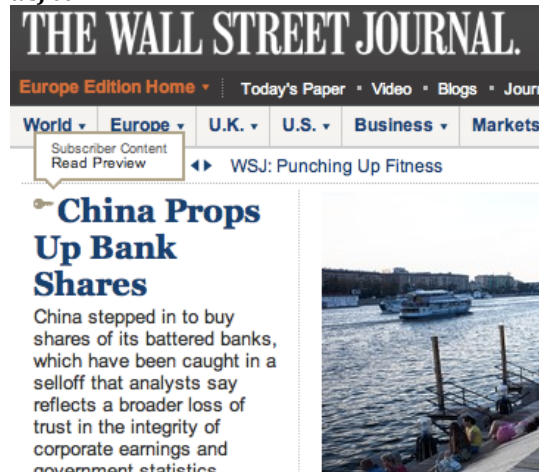 THE WALL STREET JOURNAL.
Europe Edition Home ▾ Today's Paper ▪ Video ▪ Blogs ▪ Journ
World ▾ Europe ▾ U.K. ▾ U.S. ▾ Business ▾ Markets
Subscriber Content
Read Preview
◂ ▸ WSJ: Punching Up Fitness
China Props
Up Bank
Shares
China stepped in to buy
shares of its battered banks,
which have been caught in a
selloff that analysts say
reflects a broader loss of
trust in the integrity of
corporate earnings and
government statistics